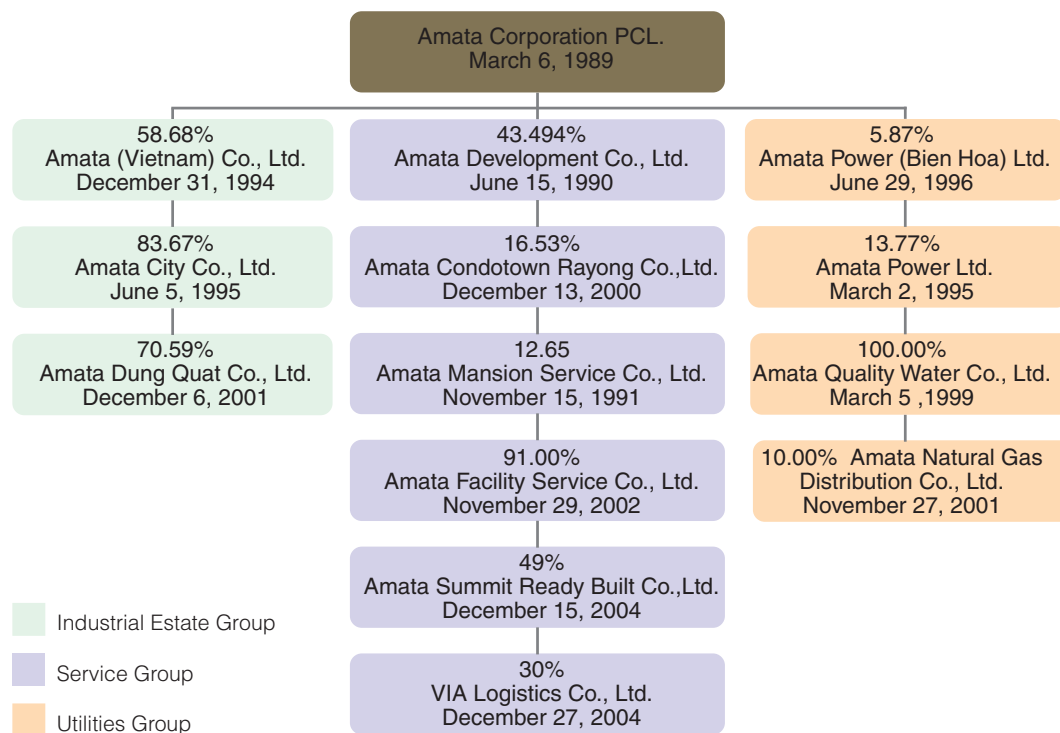 Amata Corporation PCL.
March 6, 1989
58.68%
Amata (Vietnam) Co., Ltd.
December 31, 1994
83.67%
Amata City Co., Ltd.
June 5, 1995
70.59%
Amata Dung Quat Co., Ltd.
December 6, 2001
43.494%
Amata Development Co., Ltd.
June 15, 1990
16.53%
Amata Condotown Rayong Co.,Ltd.
December 13, 2000
12.65
Amata Mansion Service Co., Ltd.
November 15, 1991
91.00%
Amata Facility Service Co., Ltd.
November 29, 2002
49%
Amata Summit Ready Built Co.,Ltd.
December 15, 2004
30%
VIA Logistics Co., Ltd.
December 27, 2004
5.87%
Amata Power (Bien Hoa) Ltd.
June 29, 1996
13.77%
Amata Power Ltd.
March 2, 1995
100.00%
Amata Quality Water Co., Ltd.
March 5 ,1999
10.00% Amata Natural Gas
Distribution Co., Ltd.
November 27, 2001
Industrial Estate Group
Service Group
Utilities Group